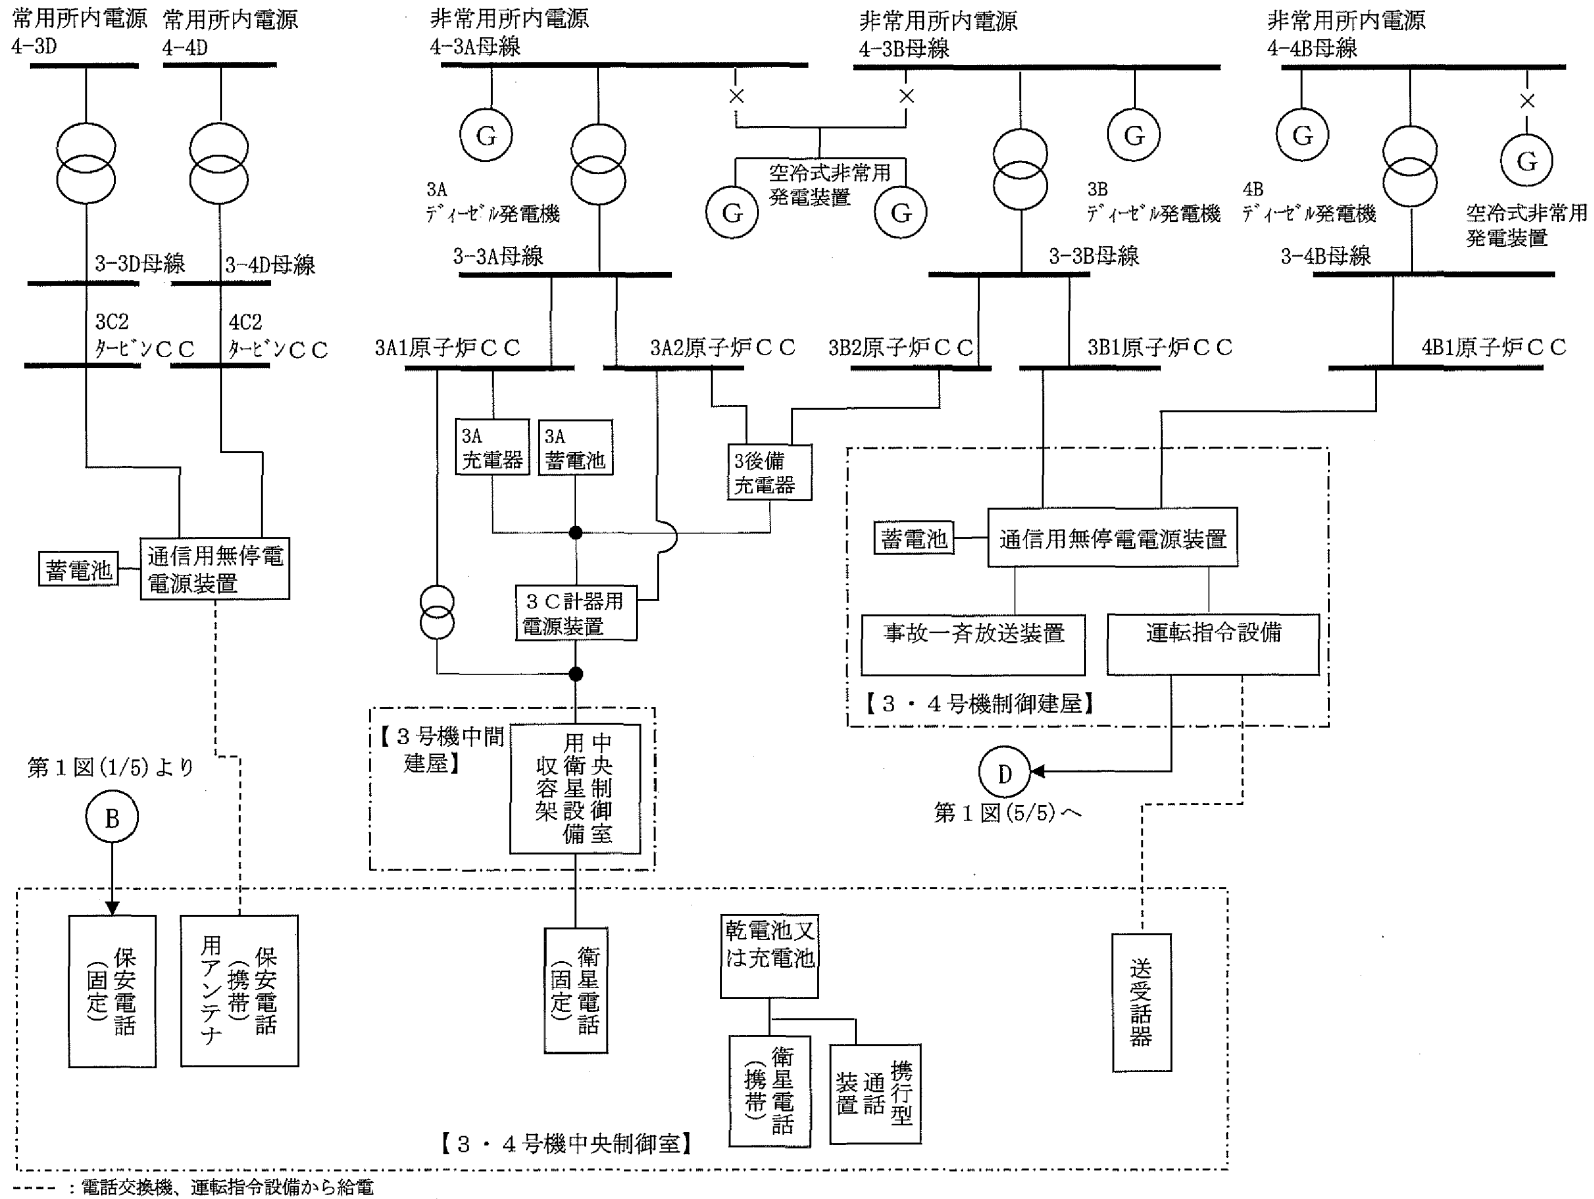 常用所内電源
4-3D
常用所内電源
4-4D
非常用所内電源
4-3A母線
非常用所内電源
4-3B母線
非常用所内電源
4-4B母線
G
×
×
G
G
×
G
3A
ﾃﾞｨｰｾﾞﾙ発電機
G
空冷式非常用
発電装置
G
3B
ﾃﾞｨｰｾﾞﾙ発電機
4B
ﾃﾞｨｰｾﾞﾙ発電機
空冷式非常用
発電装置
3-3D母線
3-4D母線
3-3A母線
3-3B母線
3-4B母線
3C2
ﾀｰﾋﾞﾝＣＣ
4C2
ﾀｰﾋﾞﾝＣＣ
3A1原子炉ＣＣ
3A2原子炉ＣＣ
3B2原子炉ＣＣ
3B1原子炉ＣＣ
4B1原子炉ＣＣ
3A
充電器
3A
蓄電池
3後備
充電器
蓄電池
通信用無停電
電源装置
蓄電池
通信用無停電電源装置
３Ｃ計器用
電源装置
事故一斉放送装置
運転指令設備
【３・４号機制御建屋】
【３号機中間
建屋】
中央制御室
用衛星設備
収容架
第１図(1/5)より
B
D
第１図(5/5)へ
保安電話
（固定）
保安電話
（携帯）
用アンテナ
衛星電話
（固定）
乾電池又
は充電池
衛星電話
（携帯）
携行型
通話
装置
送受話器
【３・４号機中央制御室】
----：電話交換機、運転指令設備から給電